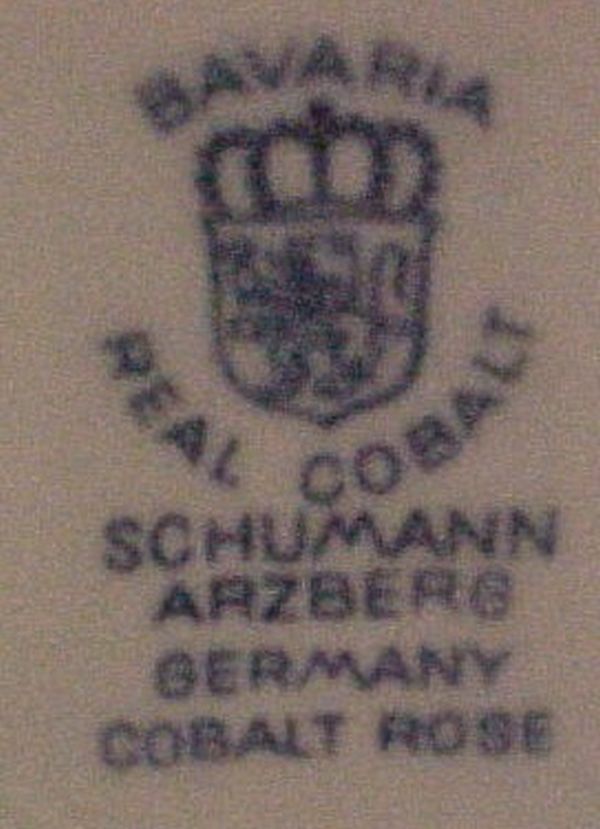 BAVARIA
REAL COBALT
SCHUMANN
ARZBERG
GERMANY
COBALT ROSE